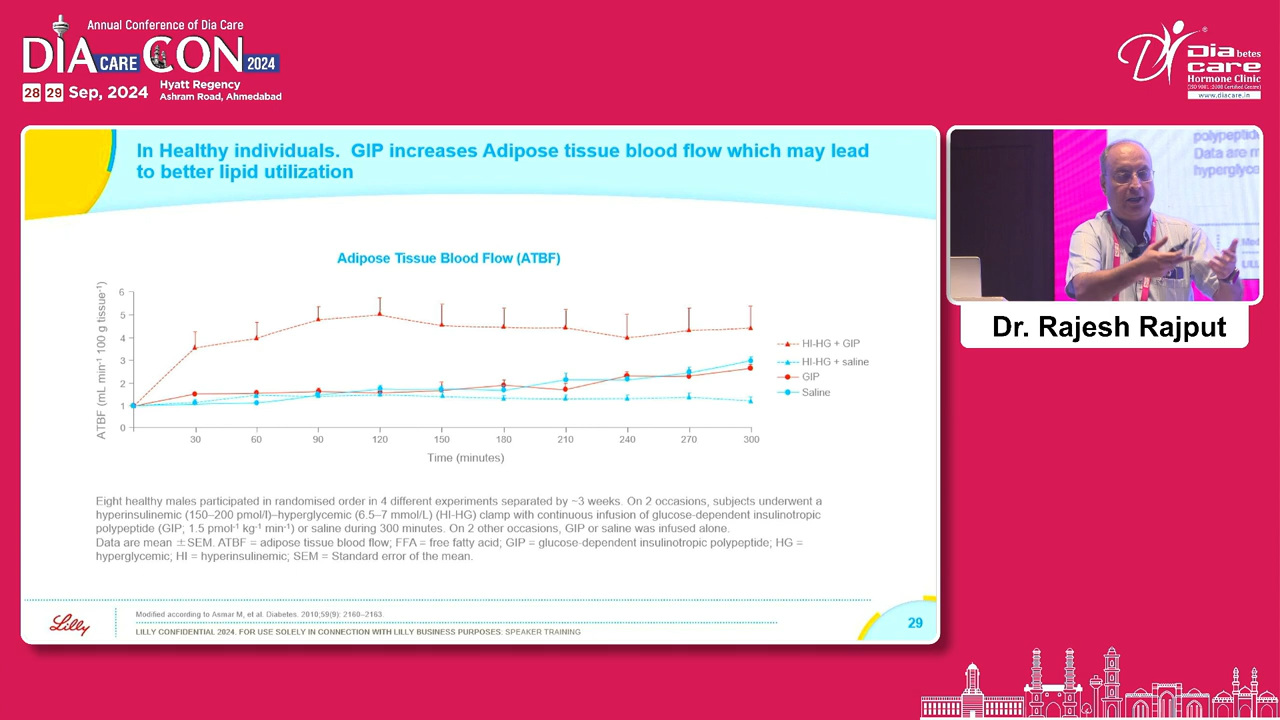 Annual Conference of Dia Care
DIA CARE CON 2024
28 29 Sep, 2024
Hyatt Regency
Ashram Road, Ahmedabad
Diabetes
care
Hormone Clinic
(ISO 9001:2008 Certified Centre)
www.diacare.in
In Healthy individuals. GIP increases Adipose tissue blood flow which may lead
to better lipid utilization
Adipose Tissue Blood Flow (ATBF)
ATBF (mL min-1 100 g tissue-1)
6
5
4
3
2
1
0
30 60 90 120 150 180 210 240 270 300
Time (minutes)
HI-HG + GIP
HI-HG + saline
GIP
Saline
Eight healthy males participated in randomised order in 4 different experiments separated by ~3 weeks. On 2 occasions, subjects underwent a
hyperinsulinemic (150–200 pmol/l)–hyperglycemic (6.5–7 mmol/L) (HI-HG) clamp with continuous infusion of glucose-dependent insulinotropic
polypeptide (GIP; 1.5 pmol-1 kg-1 min-1) or saline during 300 minutes. On 2 other occasions, GIP or saline was infused alone.
Data are mean ±SEM. ATBF = adipose tissue blood flow; FFA = free fatty acid; GIP = glucose-dependent insulinotropic polypeptide; HG =
hyperglycemic; HI = hyperinsulinemic; SEM = Standard error of the mean.
Lilly
Modified according to Asmar M, et al. Diabetes. 2010;59(9): 2160–2163.
LILLY CONFIDENTIAL 2024. FOR USE SOLELY IN CONNECTION WITH LILLY BUSINESS PURPOSES: SPEAKER TRAINING
29
polypeptid
Data are m
hyperglyce
Dr. Rajesh Rajput